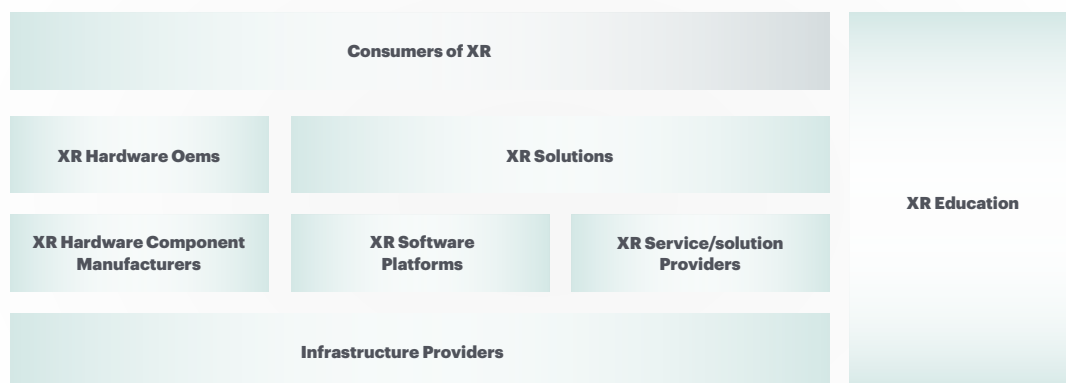 Consumers of XR
XR Hardware Oems
XR Solutions
XR Hardware Component
Manufacturers
XR Software
Platforms
XR Service/solution
Providers
Infrastructure Providers
XR Education